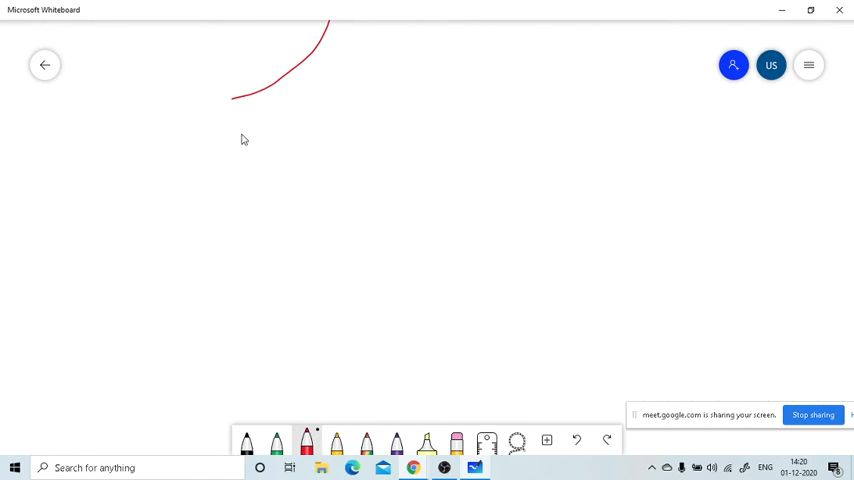 Microsoft Whiteboard
US
meet.google.com is sharing your screen.
Stop sharing
Search for anything
ENG
14:20
01-12-2020
8